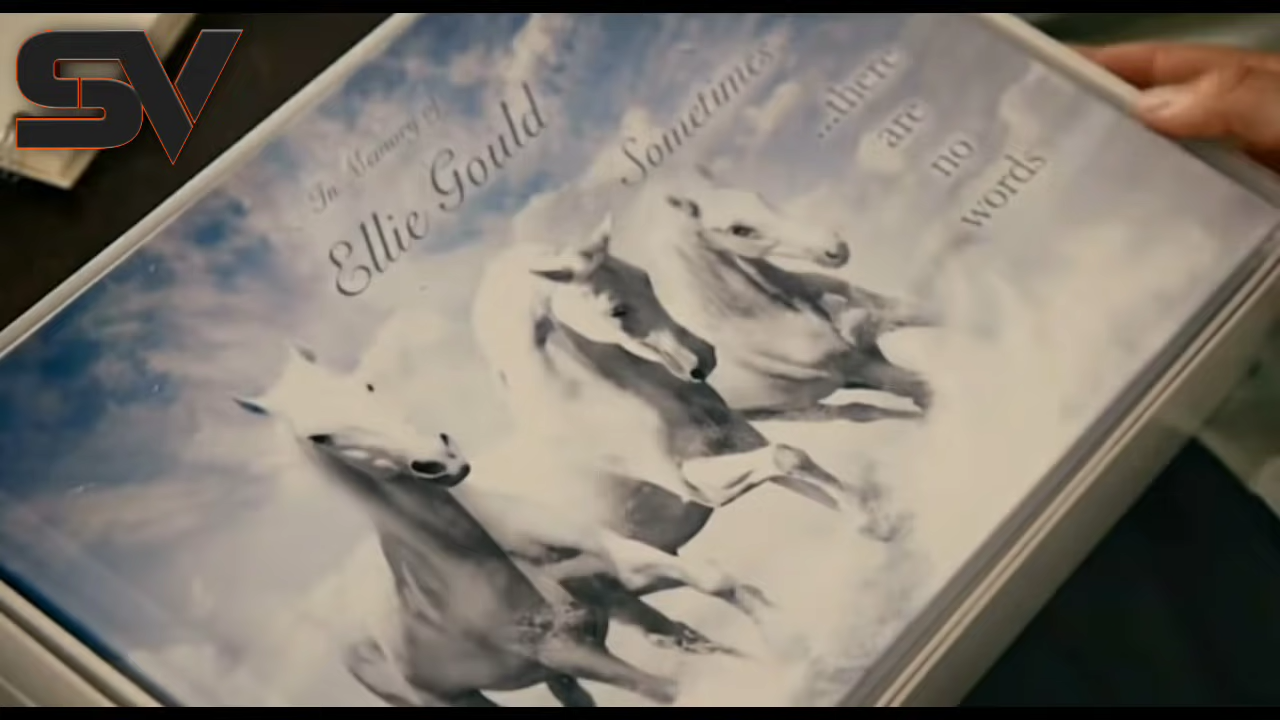 SV
In Memory of
Ellie Gould
Sometimes
...there
are
no
words